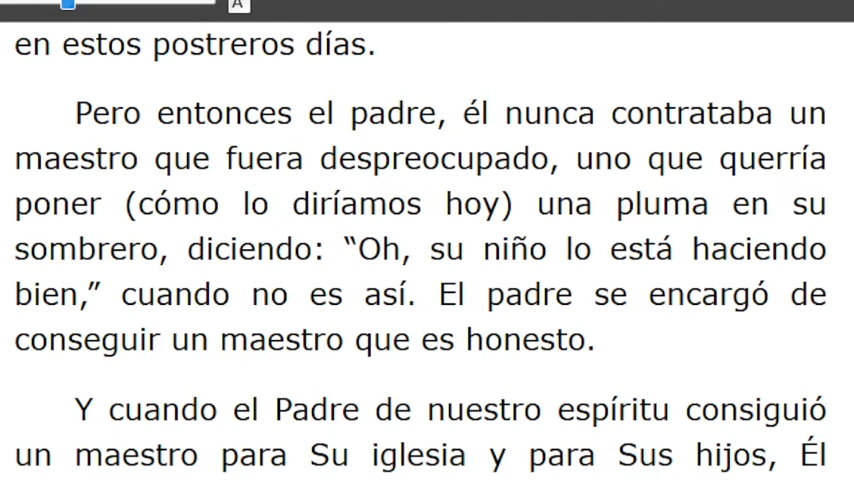 A
en estos postreros días.
Pero entonces el padre, él nunca contrataba un
maestro que fuera despreocupado, uno que querría
poner (cómo lo diríamos hoy) una pluma en su
sombrero, diciendo: “Oh, su niño lo está haciendo
bien,” cuando no es así. El padre se encargó de
conseguir un maestro que es honesto.
Y cuando el Padre de nuestro espíritu consiguió
un maestro para Su iglesia y para Sus hijos, Él